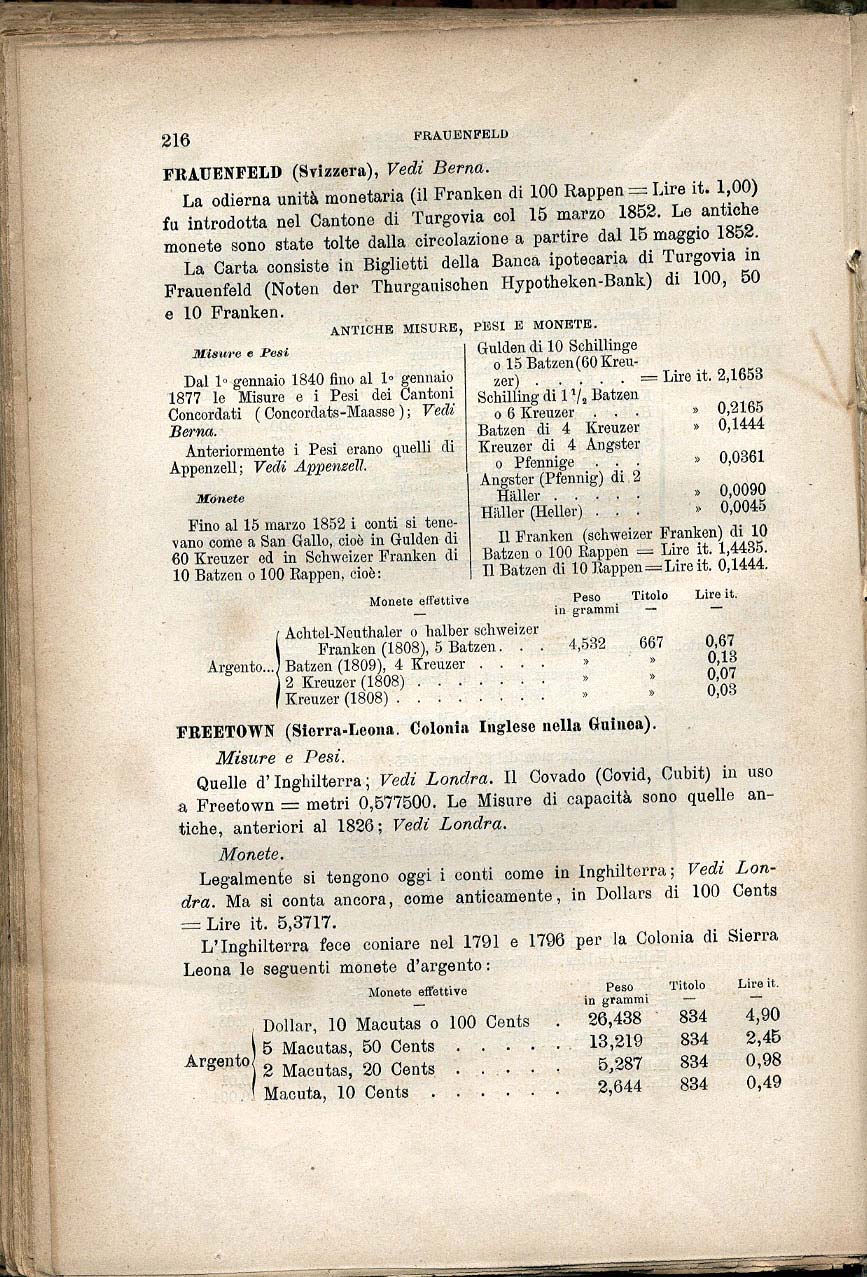 216
FRAUENFELD
FRAUENFELD (Svizzera), Vedi Berna.
La odierna unità monetaria (il Franken di 100 Rappen = Lire it. 1,00)
fu introdotta nel Cantone di Turgovia col 15 marzo 1852. Le antiche
monete sono state tolte dalla circolazione a partire dal 15 maggio 1852.
La Carta consiste in Biglietti della Banca ipotecaria di Turgovia in
Frauenfeld (Noten der Thurgauischen Hypotheken-Bank) di 100, 50
e 10 Franken.
ANTICHE MISURE, PESI E MONETE.
Misure e Pesi
Dal 1° gennaio 1840 fino al 1° gennaio
1877 le Misure e i Pesi dei Cantoni
Concordati (Concordats-Maasse); Vedi
Berna.
Anteriormente i Pesi erano quelli di
Appenzell; Vedi Appenzell.
Monete
Fino al 15 marzo 1852 i conti si tene-
vano come a San Gallo, cioè in Gulden di
60 Kreuzer ed in Schweizer Franken di
10 Batzen o 100 Rappen, cioè:
Gulden di 10 Schillinge
o 15 Batzen (60 Kreu-
zer) . . . . . = Lire it. 2,1653
Schilling di 1 1/2 Batzen
o 6 Kreuzer . . . » 0,2165
Batzen di 4 Kreuzer » 0,1444
Kreuzer di 4 Angster
o Pfennige . . . » 0,0361
Angster (Pfennig) di 2
Häller . . . . . » 0,0090
Häller (Heller) . . . » 0,0045
Il Franken (schweizer Franken) di 10
Batzen o 100 Rappen = Lire it. 1,4435.
Il Batzen di 10 Rappen = Lire it. 0,1444.
Monete effettive Peso in grammi Titolo Lire it.
Achtel-Neuthaler o halber schweizer
Franken (1808), 5 Batzen . . . 4,532 667 0,67
Argento... Batzen (1809), 4 Kreuzer . . . . » » 0,13
2 Kreuzer (1808) . . . . . . . » » 0,07
Kreuzer (1808) . . . . . . . . » » 0,03
FREETOWN (Sierra-Leona. Colonia Inglese nella Guinea).
Misure e Pesi.
Quelle d'Inghilterra; Vedi Londra. Il Covado (Covid, Cubit) in uso
a Freetown = metri 0,577500. Le Misure di capacità sono quelle an-
tiche, anteriori al 1826; Vedi Londra.
Monete.
Legalmente si tengono oggi i conti come in Inghilterra; Vedi Lon-
dra. Ma si conta ancora, come anticamente, in Dollars di 100 Cents
= Lire it. 5,3717.
L'Inghilterra fece coniare nel 1791 e 1796 per la Colonia di Sierra
Leona le seguenti monete d'argento:
Monete effettive Peso in grammi Titolo Lire it.
Dollar, 10 Macutas o 100 Cents . 26,438 834 4,90
Argento 5 Macutas, 50 Cents . . . . . . 13,219 834 2,45
2 Macutas, 20 Cents . . . . . 5,287 834 0,98
Macuta, 10 Cents . . . . . . 2,644 834 0,49